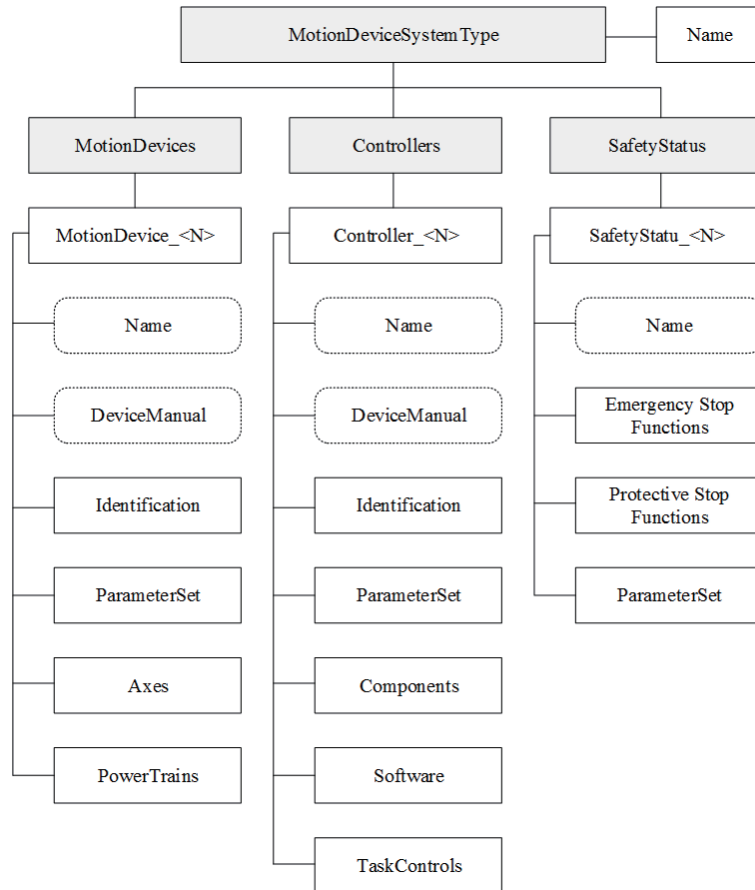 MotionDeviceSystemType
Name
MotionDevices
Controllers
SafetyStatus
MotionDevice_<N>
Controller_<N>
SafetyStatu_<N>
Name
Name
Name
DeviceManual
DeviceManual
Emergency Stop
Functions
Identification
Identification
Protective Stop
Functions
ParameterSet
ParameterSet
ParameterSet
Axes
Components
PowerTrains
Software
TaskControls